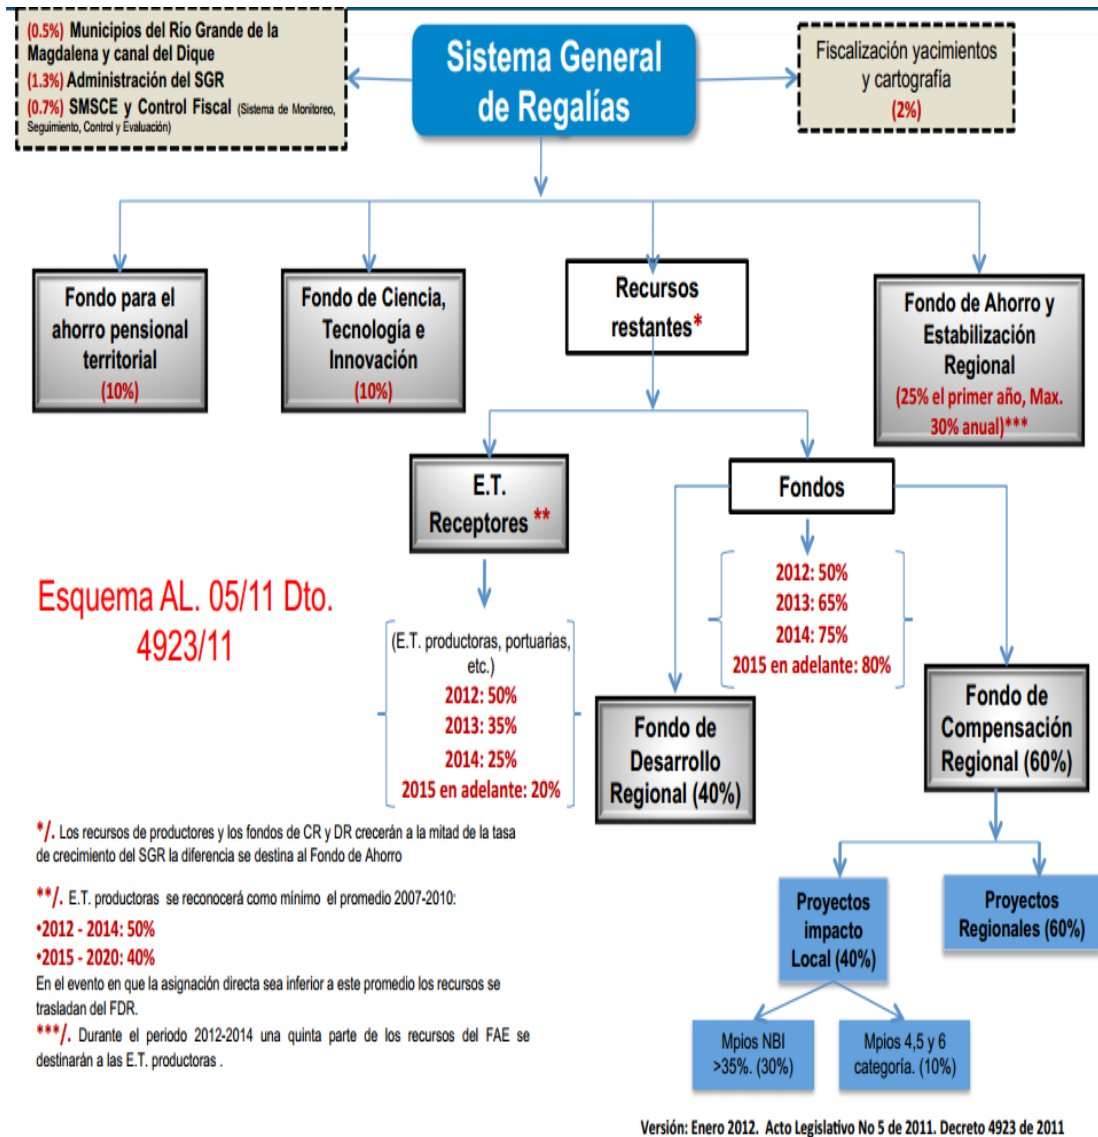 (0.5%) Municipios del Río Grande de la
Magdalena y canal del Dique
(1.3%) Administración del SGR
(0.7%) SMSCE y Control Fiscal (Sistema de Monitoreo,
Seguimiento, Control y Evaluación)
Sistema General
de Regalías
Fiscalización yacimientos
y cartografía
(2%)
Fondo para el
ahorro pensional
territorial
(10%)
Fondo de Ciencia,
Tecnología e
Innovación
(10%)
Recursos
restantes*
Fondo de Ahorro y
Estabilización
Regional
(25% el primer año, Max.
30% anual)***
E.T.
Receptores **
Fondos
(E.T. productoras, portuarias,
etc.)
2012: 50%
2013: 35%
2014: 25%
2015 en adelante: 20%
2012: 50%
2013: 65%
2014: 75%
2015 en adelante: 80%
Esquema AL. 05/11 Dto.
4923/11
Fondo de
Desarrollo
Regional (40%)
Fondo de
Compensación
Regional (60%)
Proyectos
impacto
Local (40%)
Proyectos
Regionales (60%)
Mpios NBI
>35%. (30%)
Mpios 4,5 y 6
categoría. (10%)
*/. Los recursos de productores y los fondos de CR y DR crecerán a la mitad de la tasa
de crecimiento del SGR la diferencia se destina al Fondo de Ahorro
**/. E.T. productoras se reconocerá como mínimo el promedio 2007-2010:
•2012 - 2014: 50%
•2015 - 2020: 40%
En el evento en que la asignación directa sea inferior a este promedio los recursos se
trasladan del FDR.
***/. Durante el periodo 2012-2014 una quinta parte de los recursos del FAE se
destinarán a las E.T. productoras .
Versión: Enero 2012. Acto Legislativo No 5 de 2011. Decreto 4923 de 2011